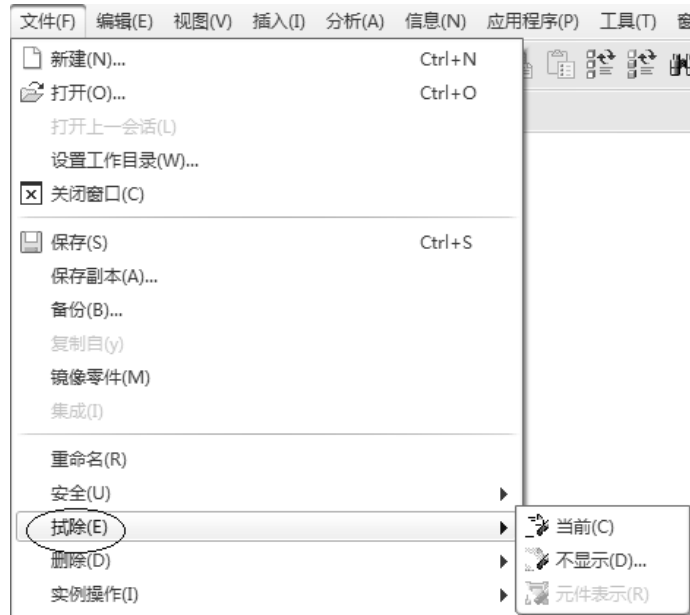 文件(F) 编辑(E) 视图(V) 插入(I) 分析(A) 信息(N) 应用程序(P) 工具(T)
新建(N)... Ctrl+N
打开(O)... Ctrl+O
打开上一会话(L)
设置工作目录(W)...
关闭窗口(C)
保存(S) Ctrl+S
保存副本(A)...
备份(B)...
复制自(y)
镜像零件(M)
集成(I)
重命名(R)
安全(U)
拭除(E)
当前(C)
删除(D)
不显示(D)...
实例操作(I)
元件表示(R)